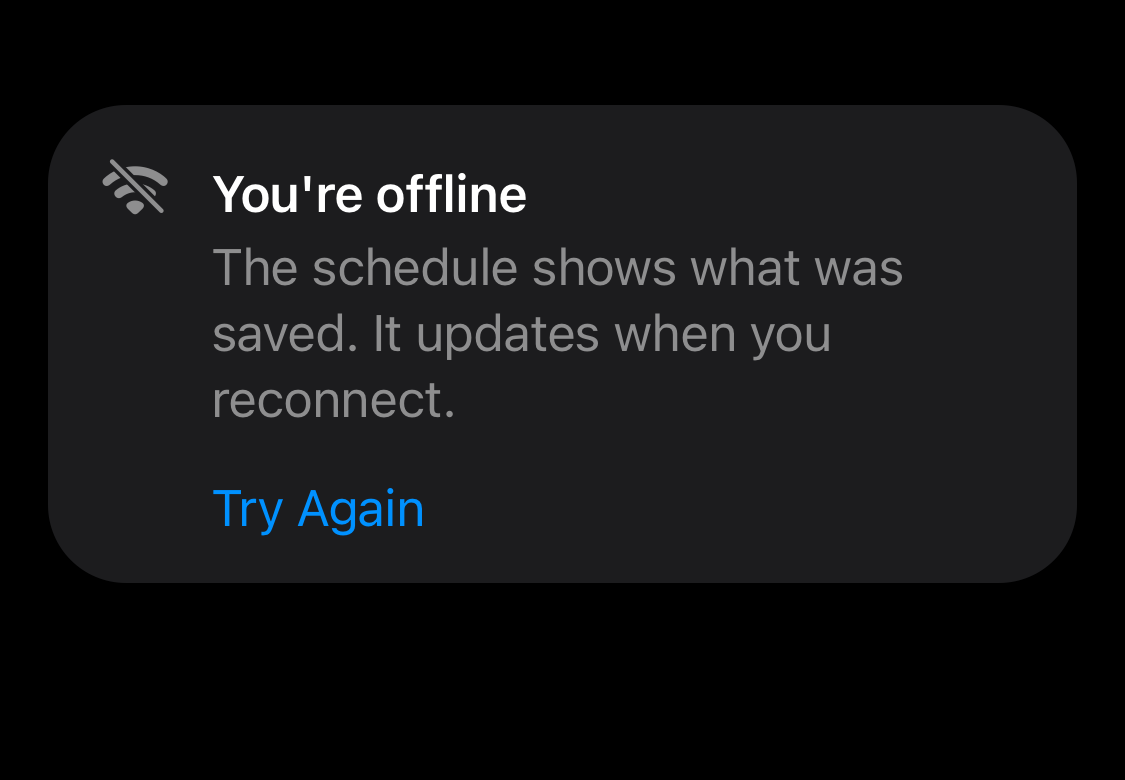 You're offline
The schedule shows what was
saved. It updates when you
reconnect.
Try Again